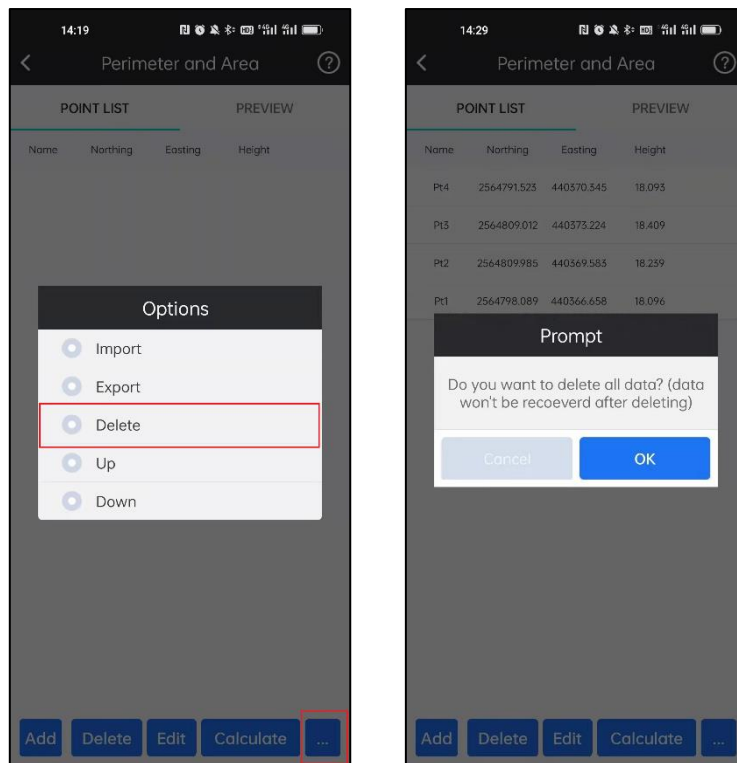 14:19
Perimeter and Area
?
POINT LIST PREVIEW
Name Northing Easting Height
Options
Import
Export
Delete
Up
Down
Add Delete Edit Calculate ...
14:29
Perimeter and Area
?
POINT LIST PREVIEW
Name Northing Easting Height
Pt4 2564791.523 440370.345 18.093
Pt3 2564809.012 440373.224 18.409
Pt2 2564809.985 440369.583 18.239
Pt1 2564798.089 440366.658 18.096
Prompt
Do you want to delete all data? (data
won't be recoeverd after deleting)
Cancel OK
Add Delete Edit Calculate ...